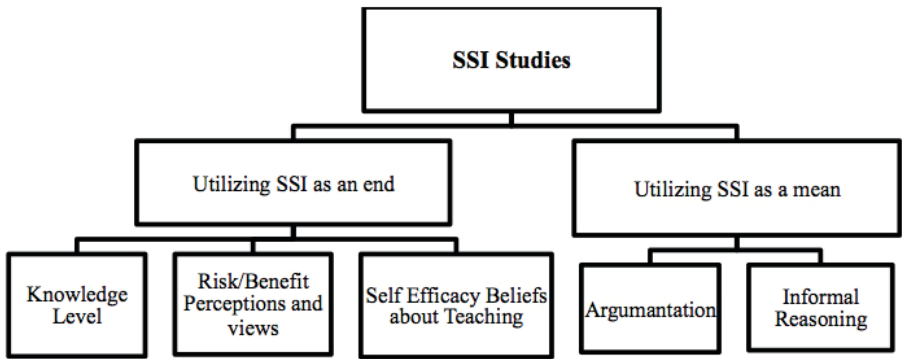 SSI Studies
Utilizing SSI as an end
Utilizing SSI as a mean
Knowledge
Level
Risk/Benefit
Perceptions and
views
Self Efficacy Beliefs
about Teaching
Argumantation
Informal
Reasoning